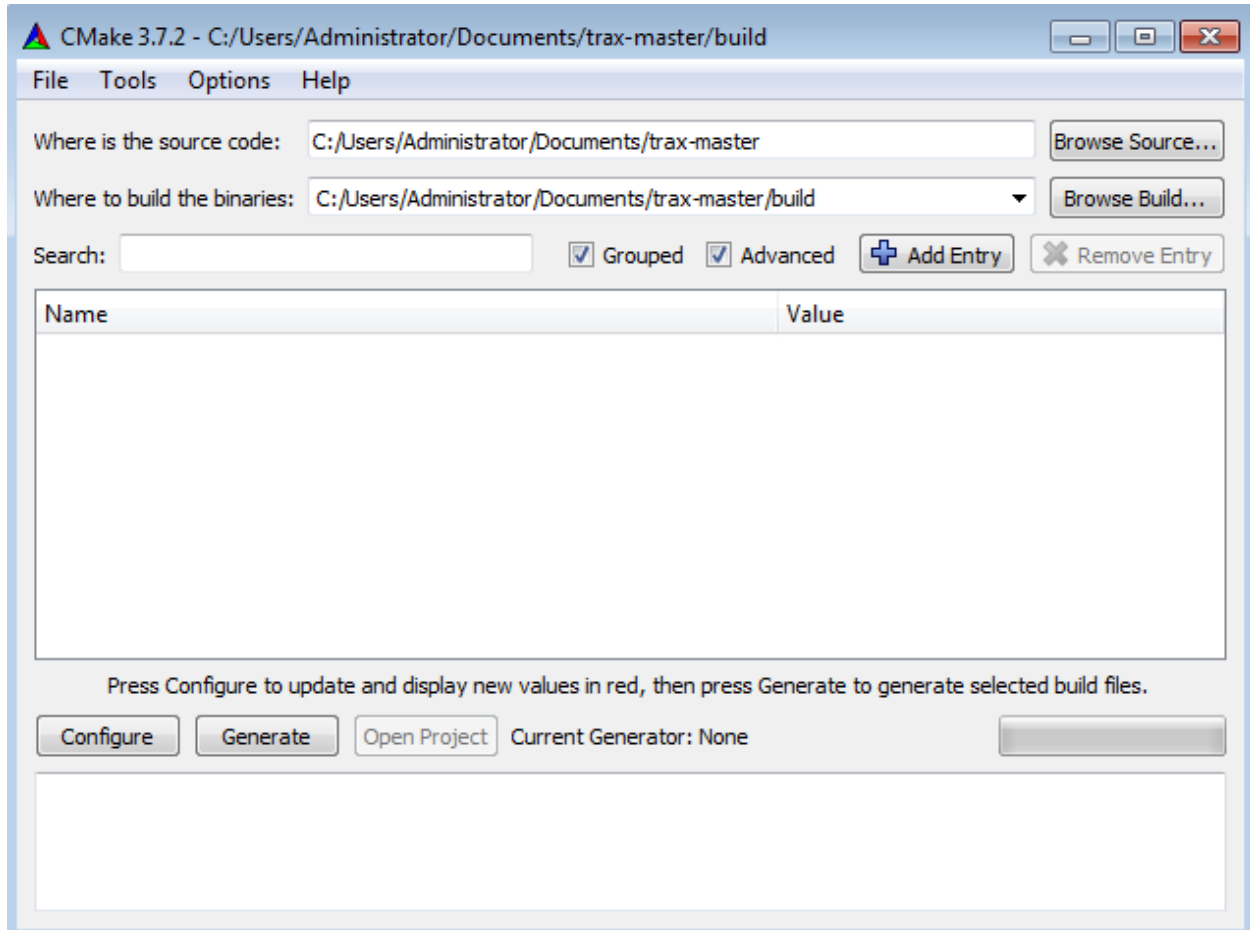 CMake 3.7.2 - C:/Users/Administrator/Documents/trax-master/build
File Tools Options Help
Where is the source code: C:/Users/Administrator/Documents/trax-master Browse Source...
Where to build the binaries: C:/Users/Administrator/Documents/trax-master/build Browse Build...
Search: Grouped Advanced Add Entry Remove Entry
Name Value
Press Configure to update and display new values in red, then press Generate to generate selected build files.
Configure Generate Open Project Current Generator: None